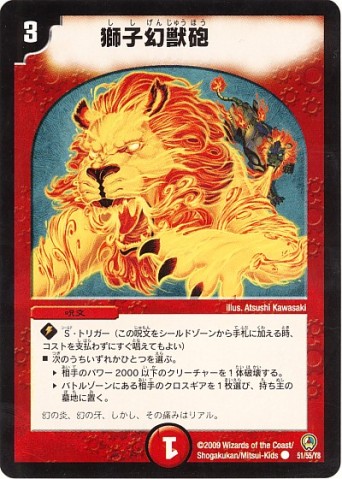 3
しし げんじゅうほう
獅子幻獣砲
illus. Atsushi Kawasaki
呪文
S・トリガー（この呪文をシールドゾーンから手札に加える時、
コストを支払わずにすぐ唱えてもよい）
■ 次のうちいずれかひとつを選ぶ。
▶ 相手のパワー2000以下のクリーチャーを1体破壊する。
▶ バトルゾーンにある相手のクロスギアを1枚選び、持ち主の
墓地に置く。
幻の炎、幻の牙、しかし、その痛みはリアル。
1
©2009 Wizards of the Coast/
Shogakukan/Mitsui-Kids ● 51/55/Y8